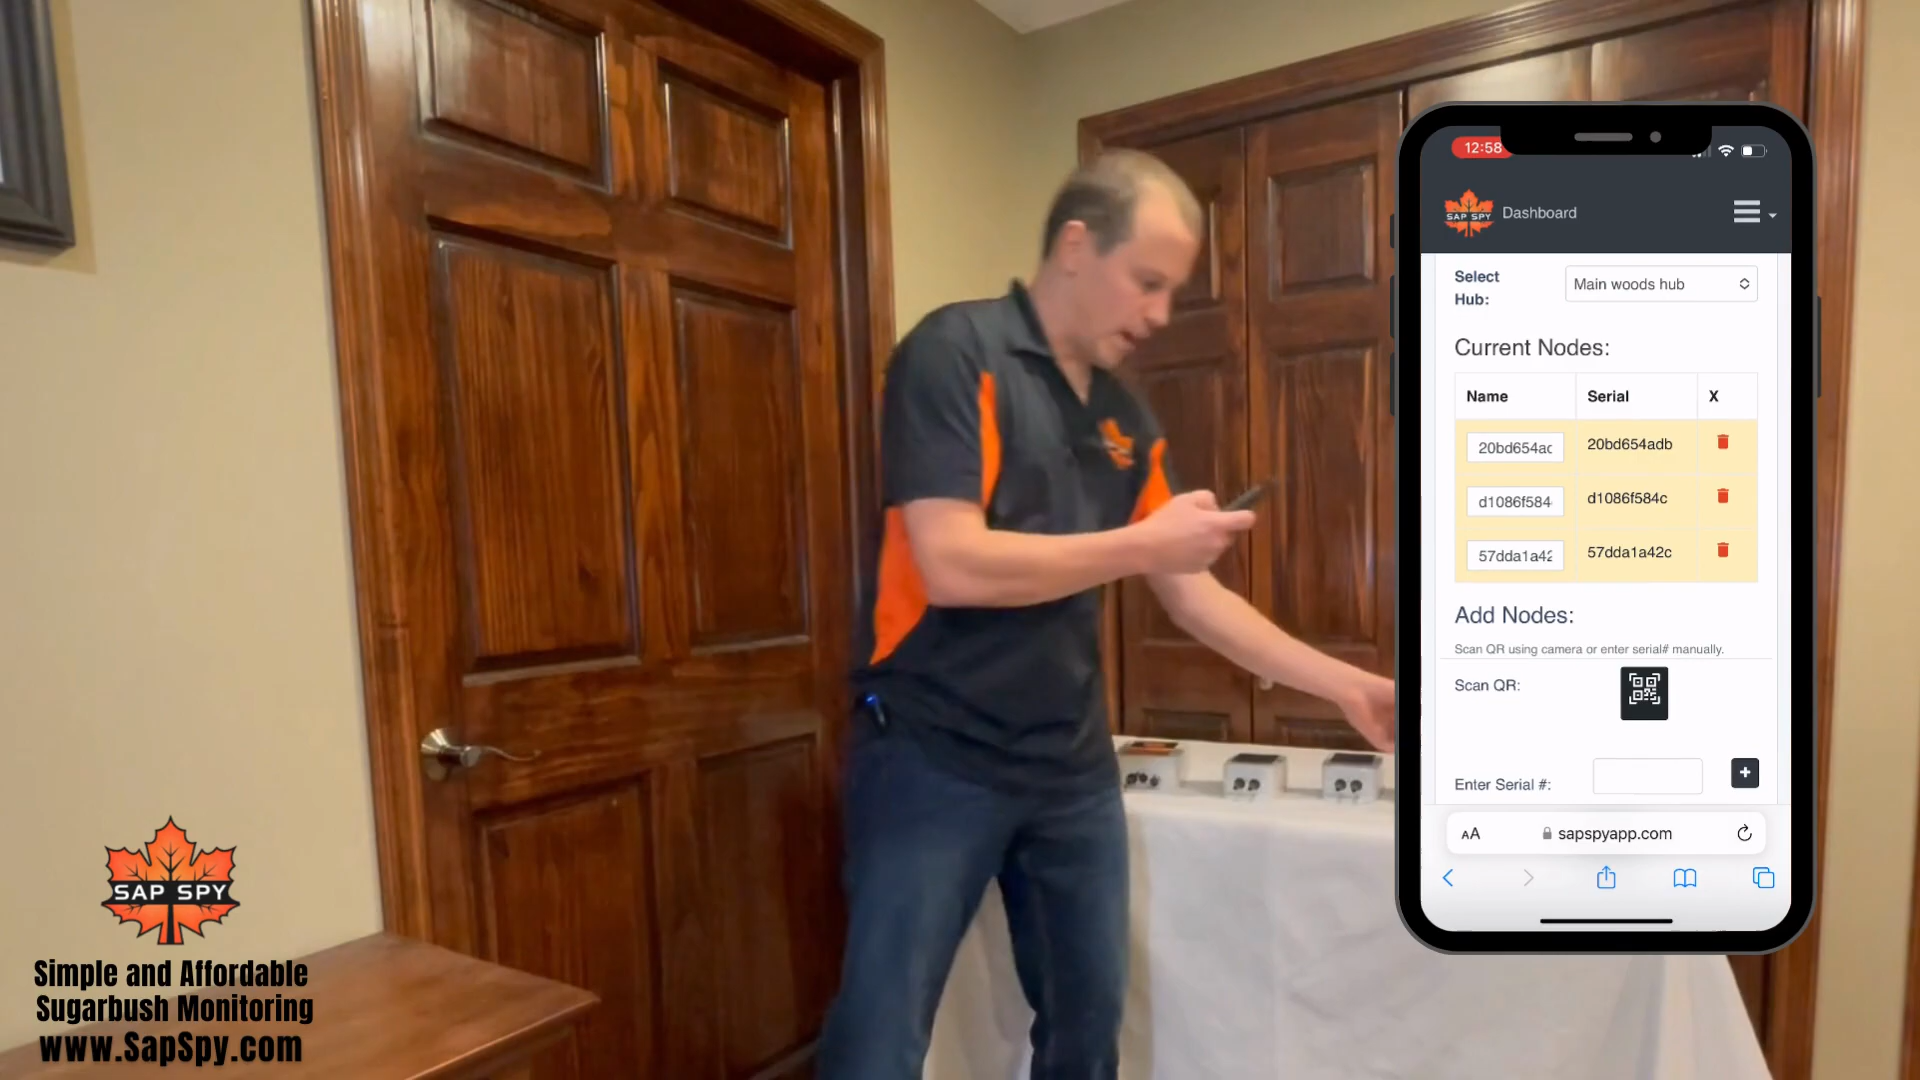 12:58
SAP SPY
Dashboard
Select
Hub:
Main woods hub
Current Nodes:
Name Serial X
20bd654ac 20bd654adb
d1086f584 d1086f584c
57dda1a42 57dda1a42c
Add Nodes:
Scan QR using camera or enter serial# manually.
Scan QR:
Enter Serial #:
+
AA sapspyapp.com
SAP SPY
Simple and Affordable
Sugarbush Monitoring
www.SapSpy.com